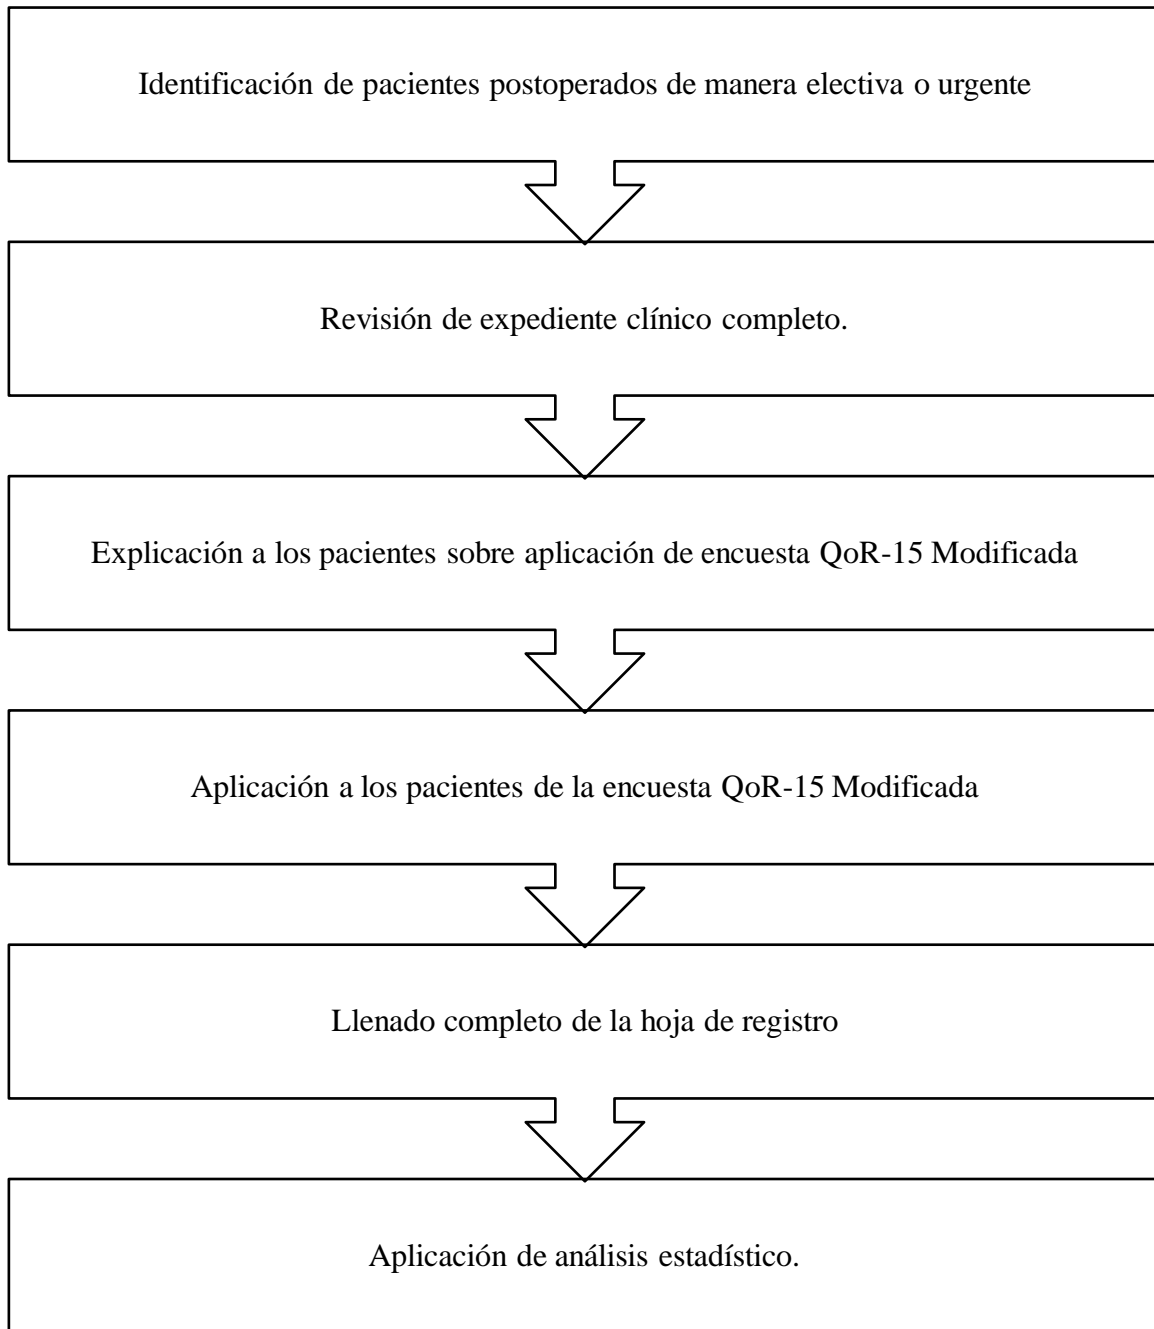 Identificación de pacientes postoperados de manera electiva o urgente
Revisión de expediente clínico completo.
Explicación a los pacientes sobre aplicación de encuesta QoR-15 Modificada
Aplicación a los pacientes de la encuesta QoR-15 Modificada
Llenado completo de la hoja de registro
Aplicación de análisis estadístico.